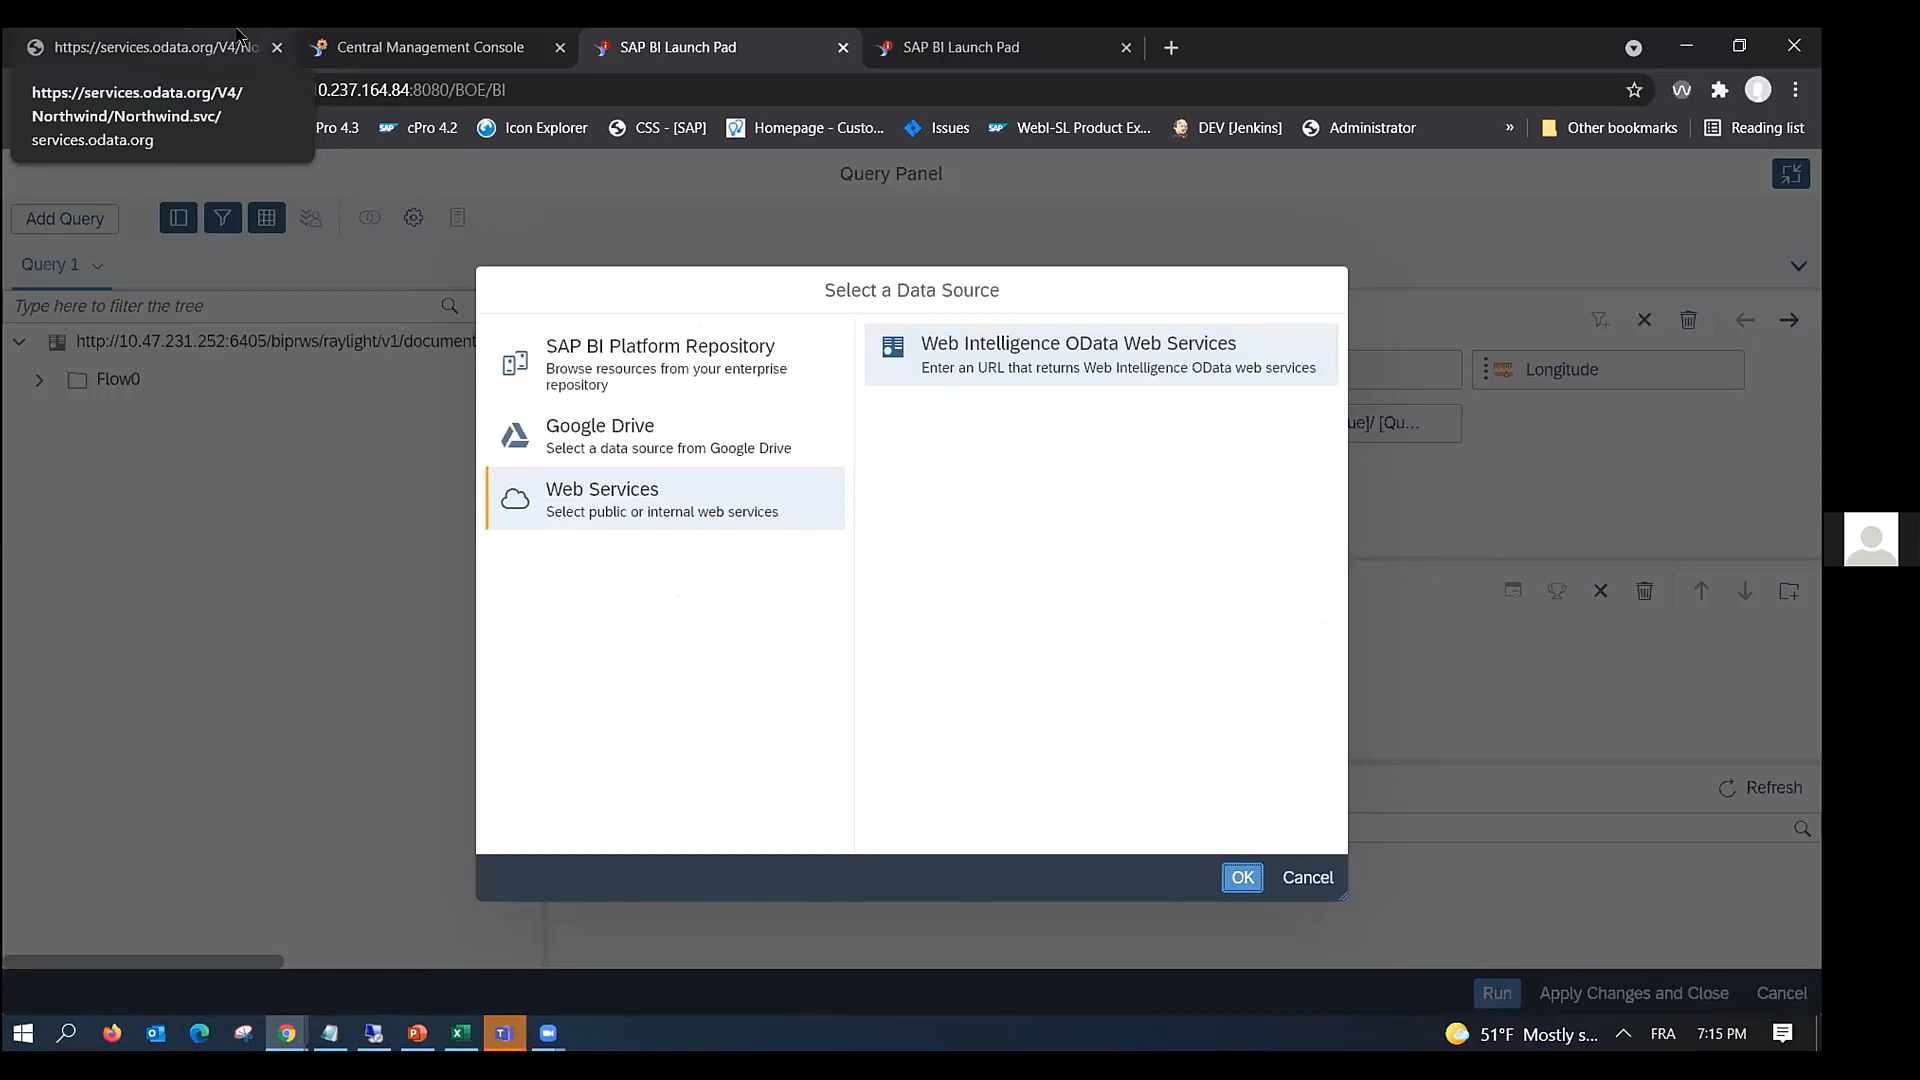 https://services.odata.org/V4/No
Central Management Console
SAP BI Launch Pad
SAP BI Launch Pad
https://services.odata.org/V4/
Northwind/Northwind.svc/
services.odata.org
10.237.164.84:8080/BOE/BI
Pro 4.3
cPro 4.2
Icon Explorer
CSS - [SAP]
Homepage - Custo...
Issues
WebI-SL Product Ex...
DEV [Jenkins]
Administrator
»
Other bookmarks
Reading list
Query Panel
Add Query
Query 1
Type here to filter the tree
http://10.47.231.252:6405/biprws/raylight/v1/document
Flow0
Select a Data Source
SAP BI Platform Repository
Browse resources from your enterprise
repository
Google Drive
Select a data source from Google Drive
Web Services
Select public or internal web services
Web Intelligence OData Web Services
Enter an URL that returns Web Intelligence OData web services
Longitude
ue]/ [Qu...
Refresh
OK
Cancel
Run
Apply Changes and Close
Cancel
51°F Mostly s...
FRA
7:15 PM